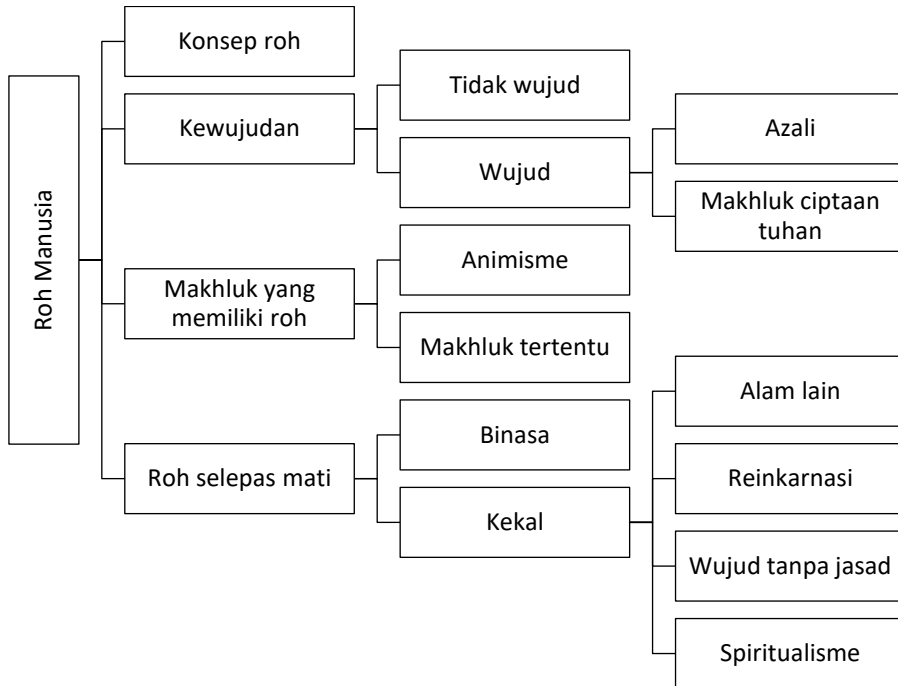 Roh Manusia
Konsep roh
Kewujudan
Tidak wujud
Wujud
Azali
Makhluk ciptaan
tuhan
Makhluk yang
memiliki roh
Animisme
Makhluk tertentu
Roh selepas mati
Binasa
Kekal
Alam lain
Reinkarnasi
Wujud tanpa jasad
Spiritualisme